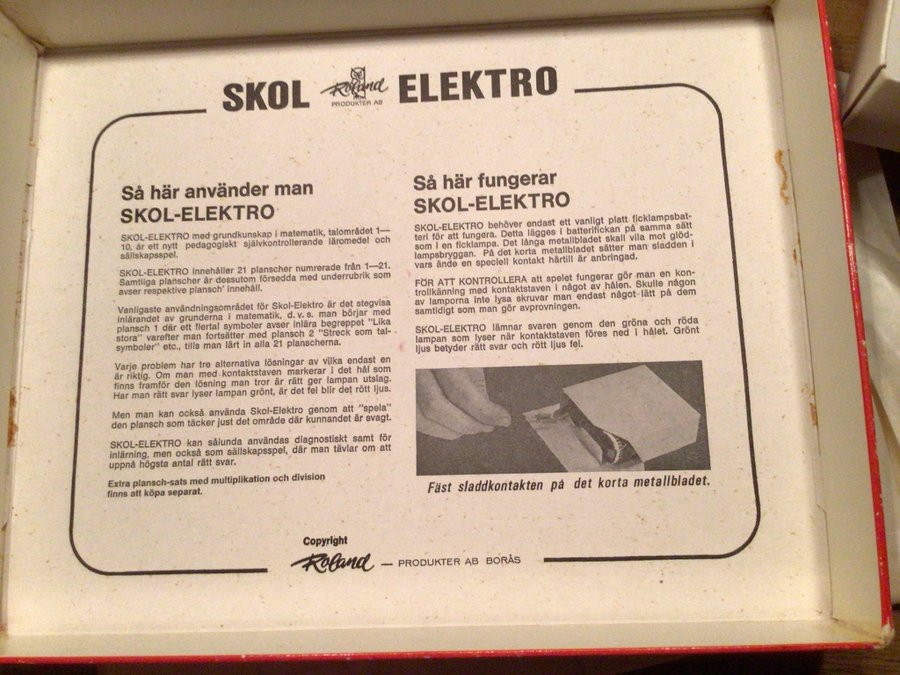 SKOL Roland ELEKTRO
PRODUKTER AB
Så här använder man
SKOL-ELEKTRO
SKOL-ELEKTRO med grundkunskap i matematik, talområdet 1—
10, är ett nytt pedagogiskt självkontrollerande läromedel och
sällskapsspel.
SKOL-ELEKTRO innehåller 21 planscher numrerade från 1—21.
Samtliga planscher är dessutom försedda med underrubrik som
avser respektive plansch' innehåll.
Vanligaste användningsområdet för Skol-Elektro är det stegvisa
inlärandet av grunderna i matematik, d. v. s. man börjar med
plansch 1 där ett flertal symboler avser inlära begreppet "Lika
stora" varefter man fortsätter med plansch 2 "Streck som tal-
symboler" etc., tills man lärt in alla 21 planscherna.
Varje problem har tre alternativa lösningar av vilka endast en
är riktig. Om man med kontaktstaven markerar i det hål som
finns framför den lösning man tror är rätt ger lampan utslag.
Har man rätt svar lyser lampan grönt, är det fel blir det rött ljus.
Men man kan också använda Skol-Elektro genom att "spela"
den plansch som täcker just det område där kunnandet är svagt.
SKOL-ELEKTRO kan sålunda användas diagnostiskt samt för
inlärning, men också som sällskapsspel, där man tävlar om att
uppnå högsta antal rätt svar.
Extra plansch-sats med multiplikation och division
finns att köpa separat.
Så här fungerar
SKOL-ELEKTRO
SKOL-ELEKTRO behöver endast ett vanligt platt ficklampsbat-
teri för att fungera. Detta lägges i batterifickan på samma sätt
som i en ficklampa. Det långa metallbladet skall vila mot glöd-
lampsbryggan. På det korta metallbladet sätter man sladden i
vars ände en speciell kontakt härtill är anbringad.
FÖR ATT KONTROLLERA att spelet fungerar gör man en kon-
trollkänning med kontaktstaven i något av hålen. Skulle någon
av lamporna inte lysa skruvar man endast något lätt på dem
samtidigt som man gör avprovningen.
SKOL-ELEKTRO lämnar svaren genom den gröna och röda
lampan som lyser när kontaktstaven föres ned i hålet. Grönt
ljus betyder rätt svar och rött ljus fel.
Fäst sladdkontakten på det korta metallbladet.
Copyright
Roland — PRODUKTER AB BORÅS